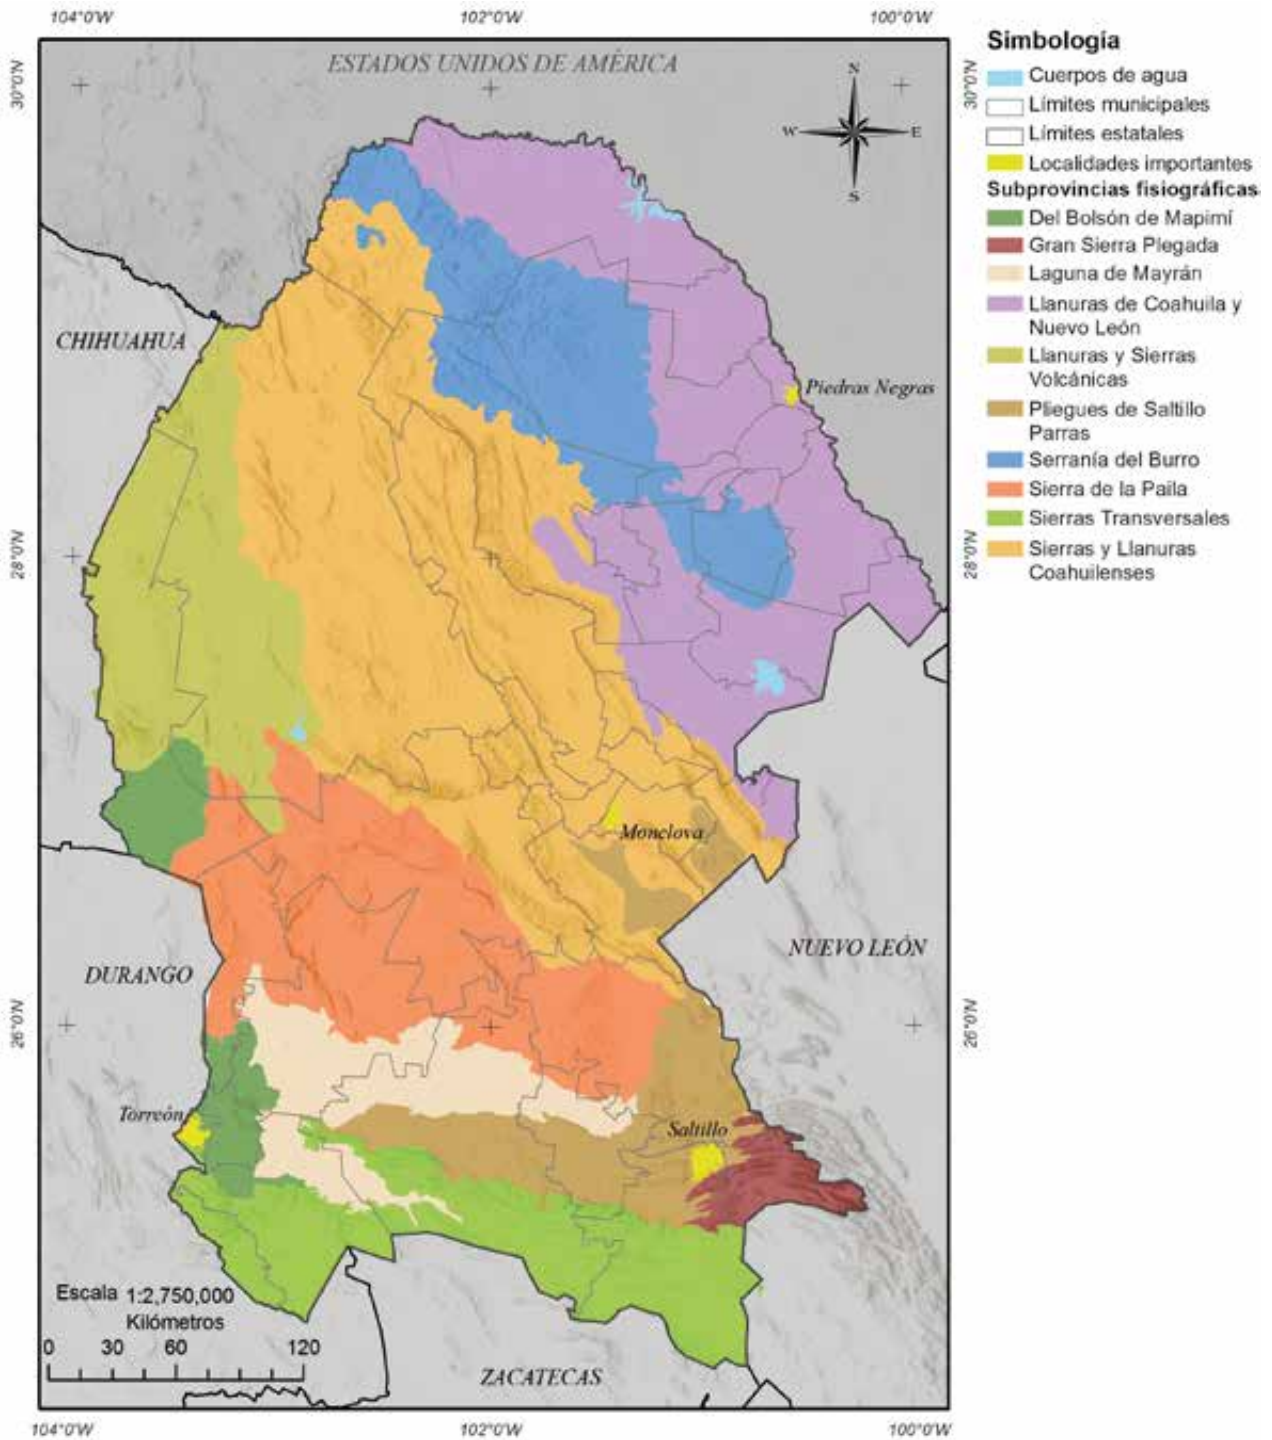 104°0'W 102°0'W 100°0'W
30°0'N
28°0'N
26°0'N
ESTADOS UNIDOS DE AMÉRICA
N
W E
S
CHIHUAHUA
Piedras Negras
Monclova
NUEVO LEÓN
DURANGO
Torreón
Saltillo
ZACATECAS
Escala 1:2,750,000
Kilómetros
0 30 60 120
104°0'W 102°0'W 100°0'W
30°0'N
28°0'N
26°0'N
Simbología
Cuerpos de agua
Límites municipales
Límites estatales
Localidades importantes
Subprovincias fisiográficas
Del Bolsón de Mapimí
Gran Sierra Plegada
Laguna de Mayrán
Llanuras de Coahuila y
Nuevo León
Llanuras y Sierras
Volcánicas
Pliegues de Saltillo
Parras
Serranía del Burro
Sierra de la Paila
Sierras Transversales
Sierras y Llanuras
Coahuilenses